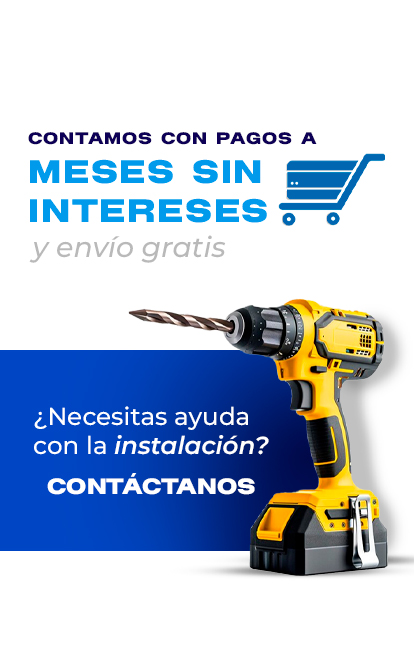 CONTAMOS CON PAGOS A
MESES SIN
INTERESES
y envío gratis
¿Necesitas ayuda
con la instalación?
CONTÁCTANOS